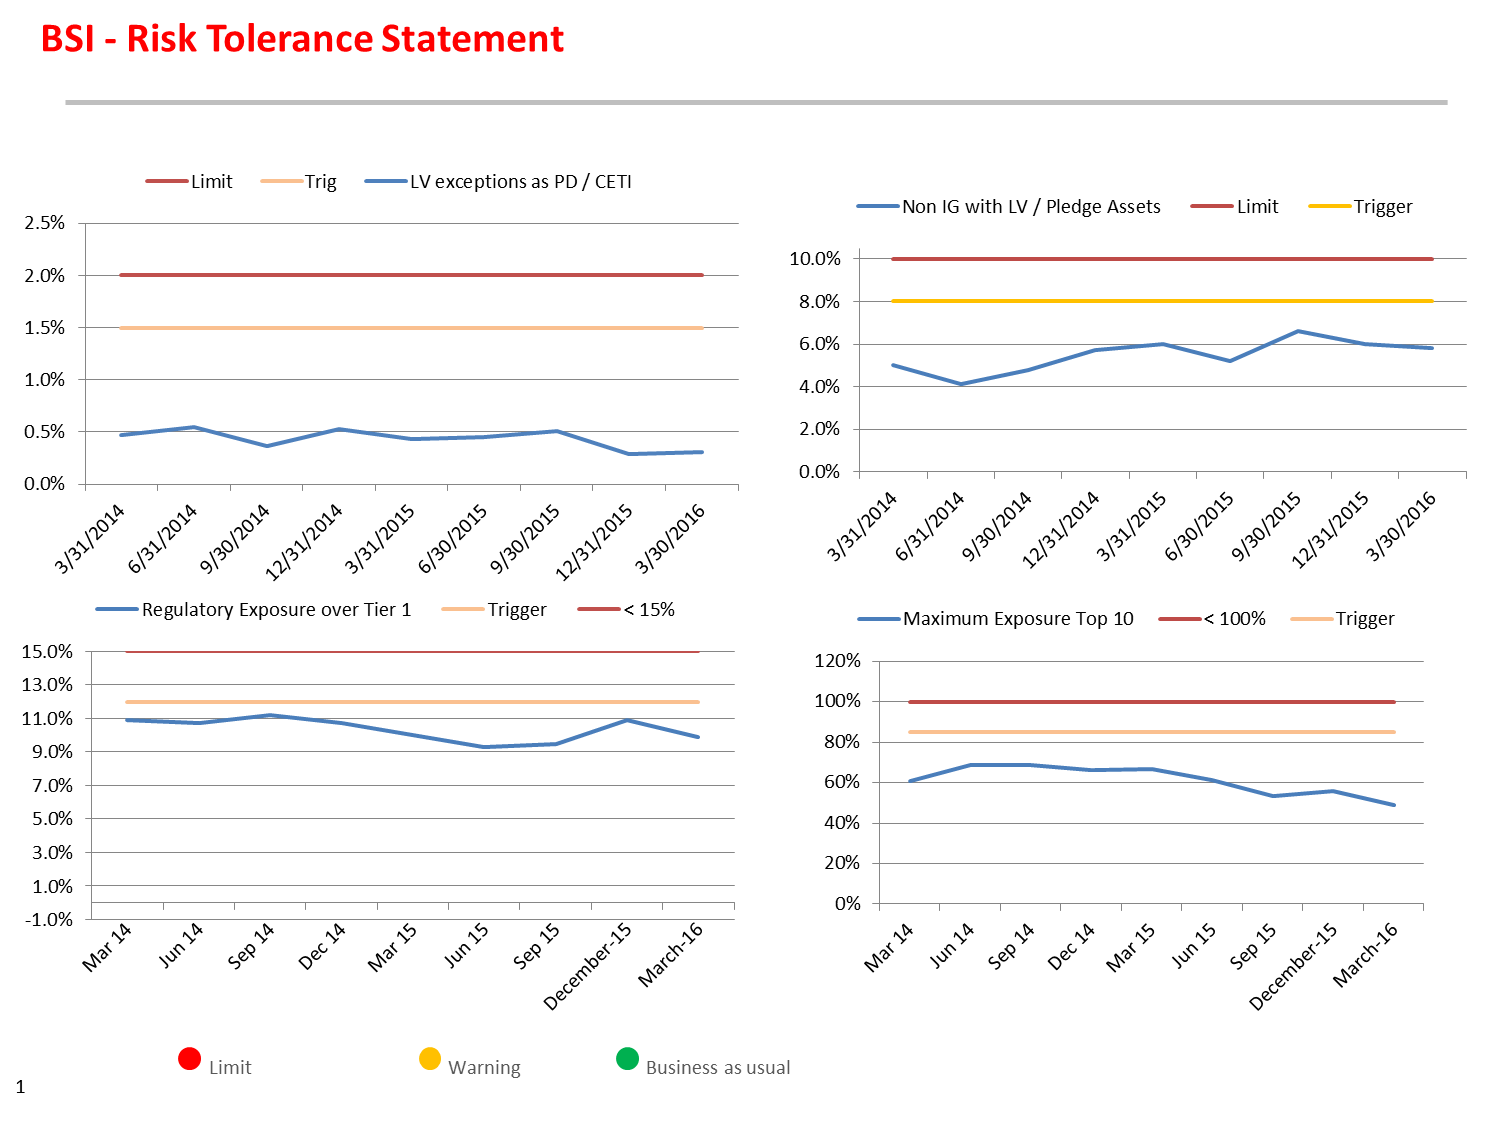 BSI - Risk Tolerance Statement
Limit Trig LV exceptions as PD / CETI
2.5%
2.0%
1.5%
1.0%
0.5%
0.0%
3/31/2014 6/31/2014 9/30/2014 12/31/2014 3/31/2015 6/30/2015 9/30/2015 12/31/2015 3/30/2016
Non IG with LV / Pledge Assets Limit Trigger
10.0%
8.0%
6.0%
4.0%
2.0%
0.0%
3/31/2014 6/31/2014 9/30/2014 12/31/2014 3/31/2015 6/30/2015 9/30/2015 12/31/2015 3/30/2016
Regulatory Exposure over Tier 1 Trigger < 15%
15.0%
13.0%
11.0%
9.0%
7.0%
5.0%
3.0%
1.0%
-1.0%
Mar 14 Jun 14 Sep 14 Dec 14 Mar 15 Jun 15 Sep 15 December-15 March-16
Maximum Exposure Top 10 < 100% Trigger
120%
100%
80%
60%
40%
20%
0%
Mar 14 Jun 14 Sep 14 Dec 14 Mar 15 Jun 15 Sep 15 December-15 March-16
Limit Warning Business as usual
1